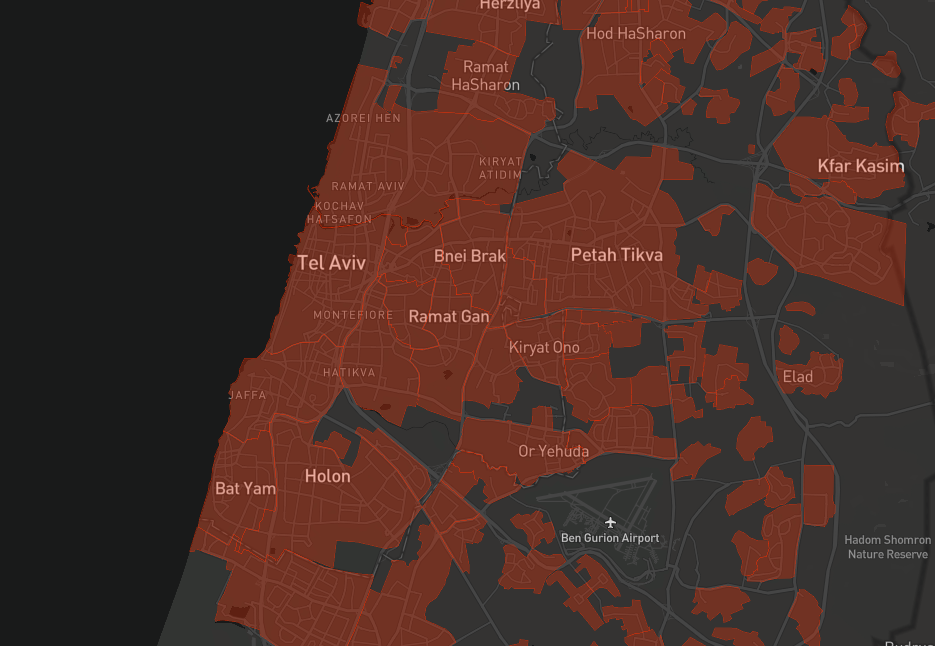 Herzliya
Hod HaSharon
Ramat
HaSharon
AZOREI HEN
KIRYAT
ATIDIM
Kfar Kasim
RAMAT AVIV
KOCHAV
HATSAFON
Tel Aviv
Bnei Brak
Petah Tikva
MONTEFIORE
Ramat Gan
Kiryat Ono
HATIKVA
Elad
JAFFA
Or Yehuda
Holon
Bat Yam
Ben Gurion Airport
Hadom Shomron
Nature Reserve